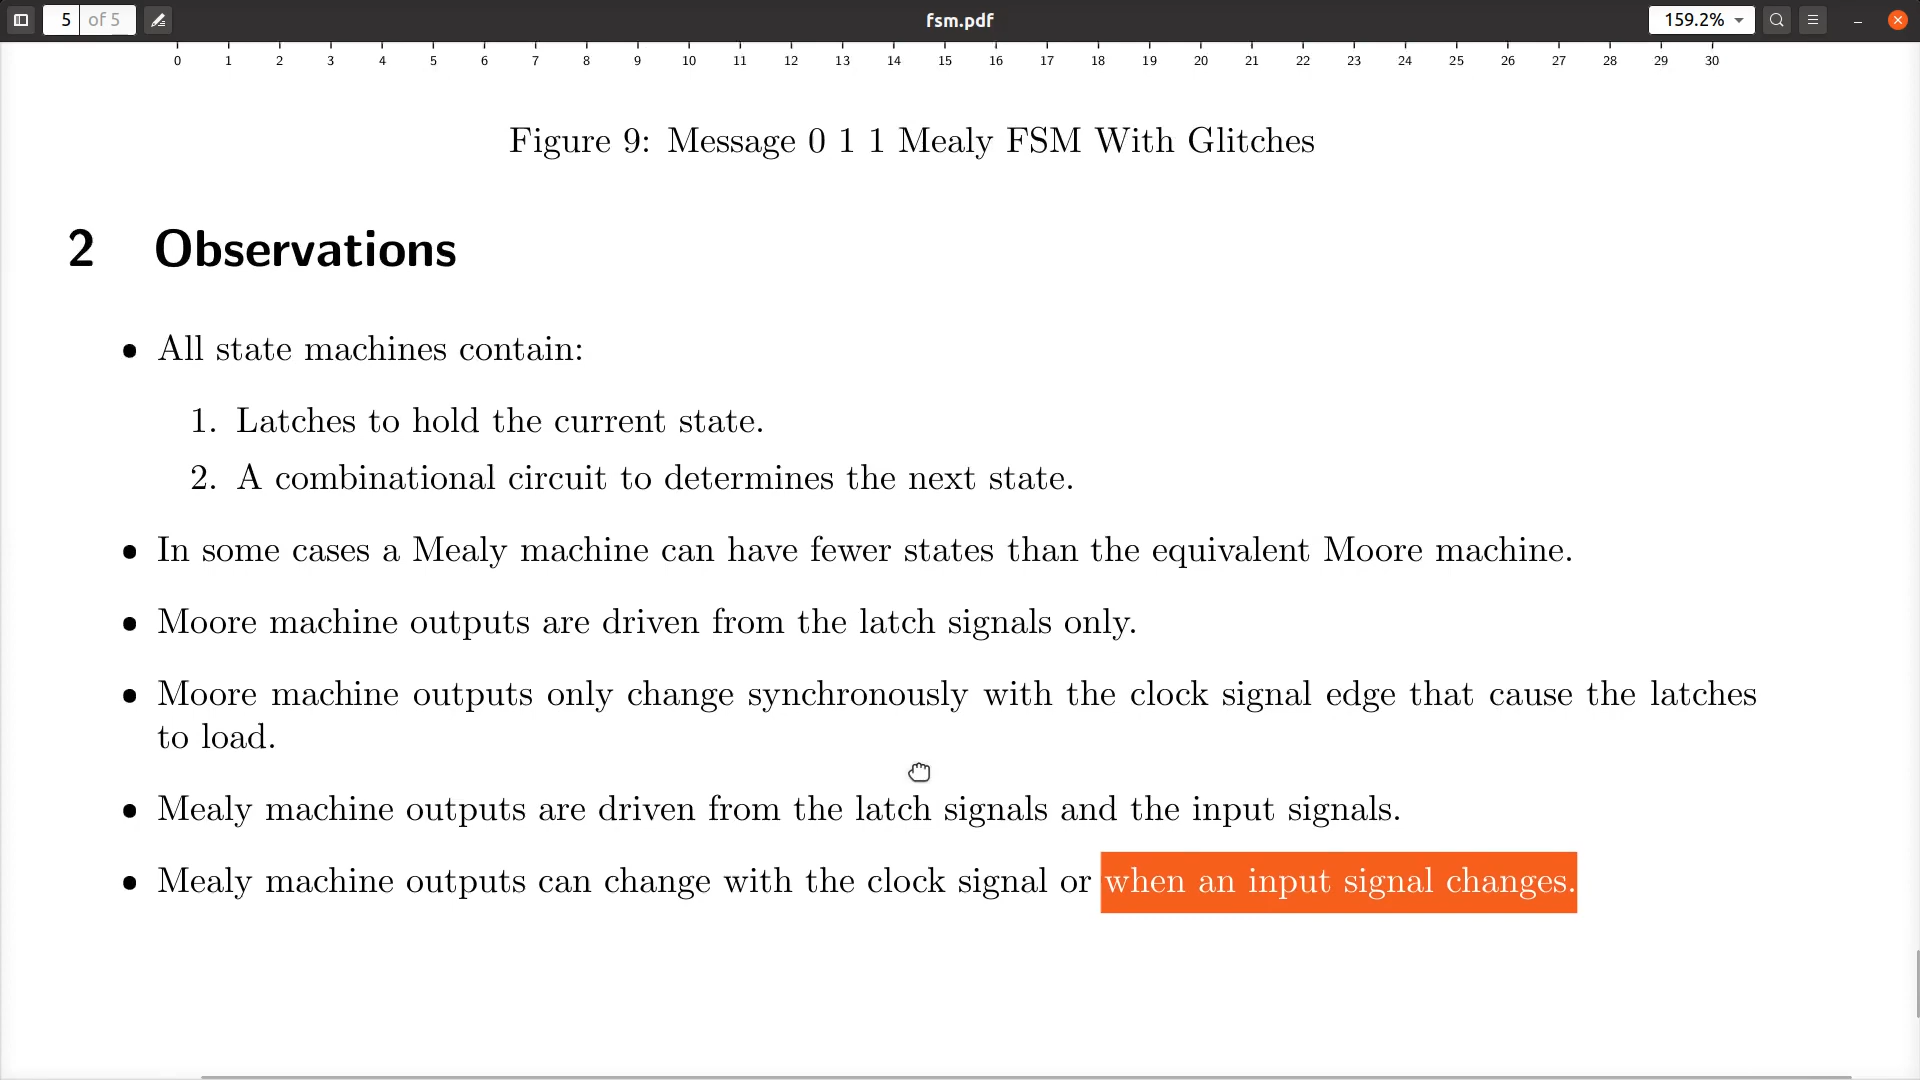 5 of 5
fsm.pdf
159.2%
0 1 2 3 4 5 6 7 8 9 10 11 12 13 14 15 16 17 18 19 20 21 22 23 24 25 26 27 28 29 30
Figure 9: Message 0 1 1 Mealy FSM With Glitches
2 Observations
• All state machines contain:
1. Latches to hold the current state.
2. A combinational circuit to determines the next state.
• In some cases a Mealy machine can have fewer states than the equivalent Moore machine.
• Moore machine outputs are driven from the latch signals only.
• Moore machine outputs only change synchronously with the clock signal edge that cause the latches
to load.
• Mealy machine outputs are driven from the latch signals and the input signals.
• Mealy machine outputs can change with the clock signal or when an input signal changes.